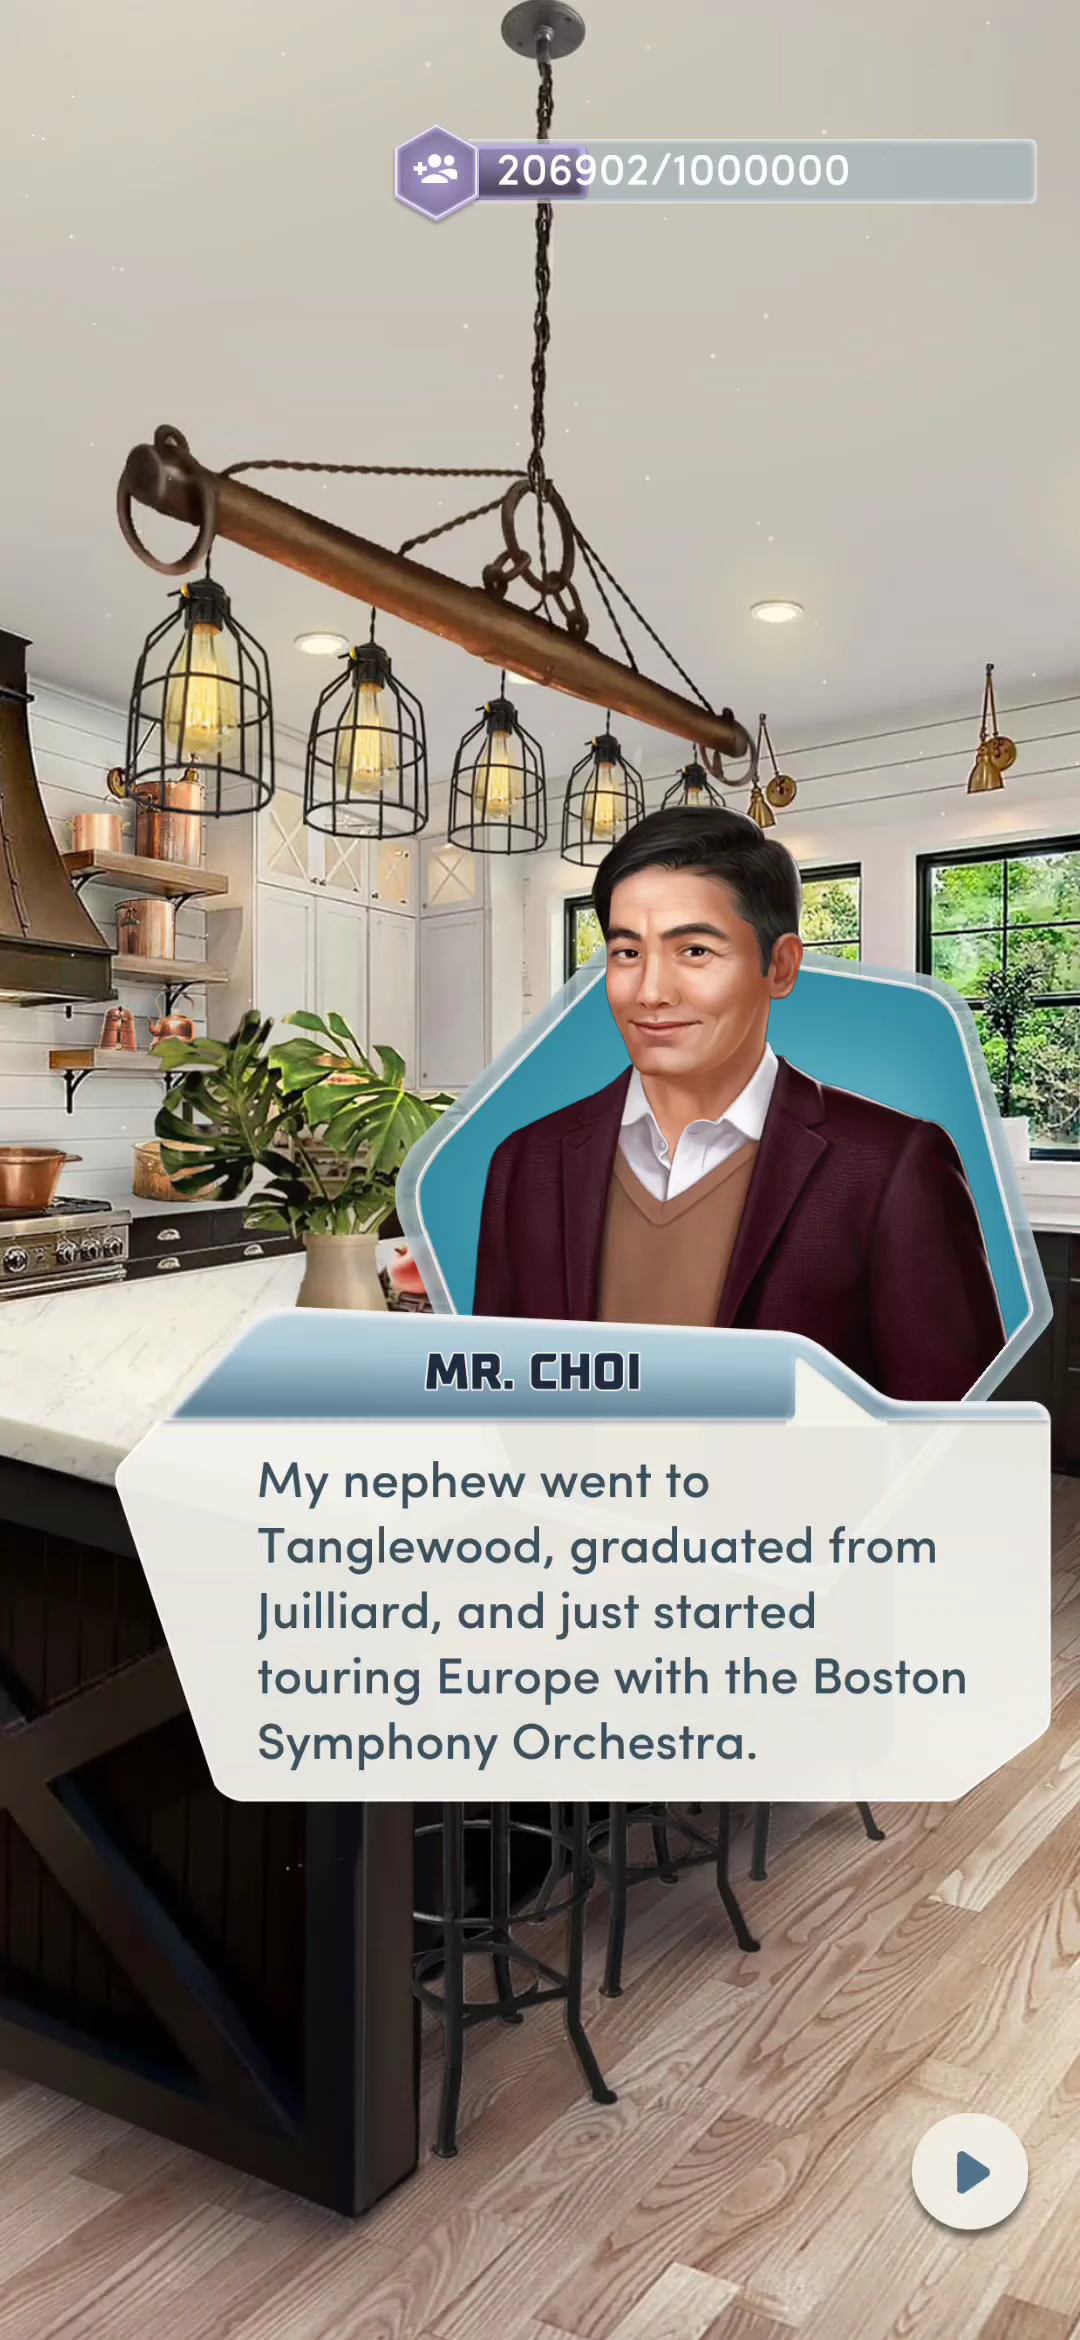 206902/1000000
MR. CHOI
My nephew went to
Tanglewood, graduated from
Juilliard, and just started
touring Europe with the Boston
Symphony Orchestra.